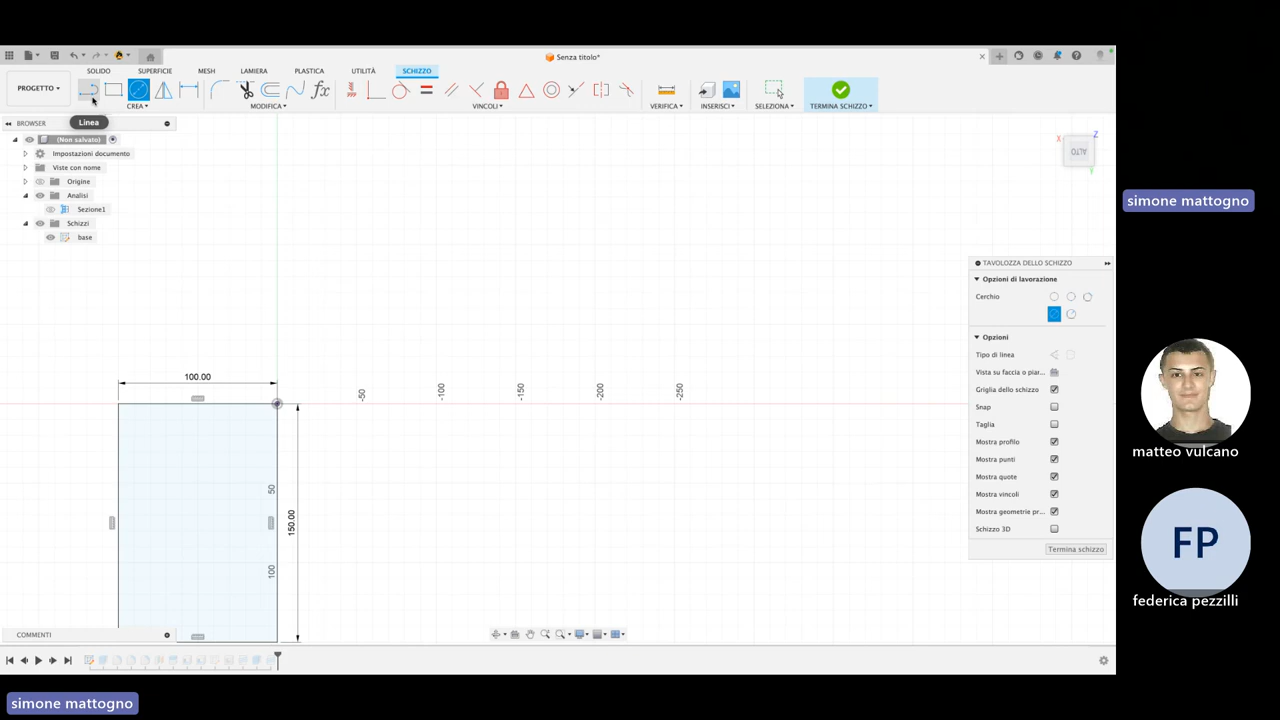 Senza titolo*
SOLIDO SUPERFICIE MESH LAMIERA PLASTICA UTILITÀ SCHIZZO
PROGETTO
CREA MODIFICA VINCOLI VERIFICA INSERISCI SELEZIONA TERMINA SCHIZZO
fx
Linea
BROWSER
(Non salvato)
Impostazioni documento
Viste con nome
Origine
Analisi
Sezione1
Schizzi
base
X
Z
Y
ALTO
simone mattogno
TAVOLOZZA DELLO SCHIZZO
Opzioni di lavorazione
Cerchio
Opzioni
Tipo di linea
Vista su faccia o pian...
Griglia dello schizzo
Snap
Taglia
Mostra profilo
Mostra punti
Mostra quote
Mostra vincoli
Mostra geometrie pr...
Schizzo 3D
Termina schizzo
100.00
-50
-100
-150
-200
-250
50
150.00
100
matteo vulcano
FP
federica pezzilli
COMMENTI
simone mattogno